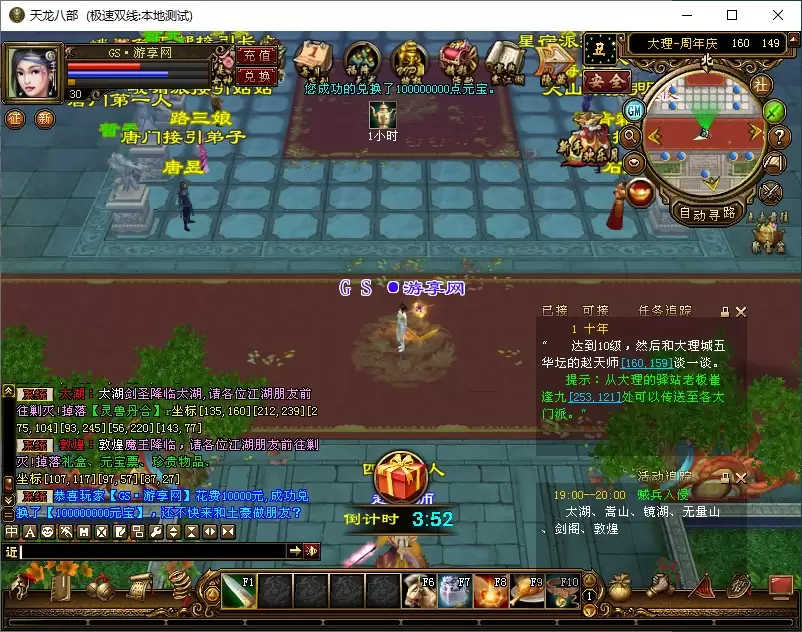 天龙八部 (极速双线:本地测试)
GS·游享网
充值
兑换
30
征
新
丑
大理-周年庆 160 149
安全
北
社
GM
自动寻路
您成功的兑换了100000000点元宝。
1小时
唐门第一人
路三娘
唐门接引弟子
唐昱
GS●游享网
已接 可接 任务追踪
1 十年
“ 达到10级，然后和大理城五
华坛的赵天师[160,159]谈一谈。
提示：从大理的驿站老板崔
逢九[253,121]处可以传送至各大
门派。“
系统 太湖：太湖剑圣降临太湖,请各位江湖朋友前
往剿灭!掉落【灵兽丹合】,坐标[135,160][212,239][2
75,104][93,245][56,220][143,77]
系统 敦煌：敦煌魔王降临，请各位江湖朋友前往剿
灭!掉落礼盒、元宝票、珍贵物品、
坐标[107,117][97,57][87,27]
系统 恭喜玩家【GS·游享网】花费10000元,成功兑
换了【100000000元宝】，还不快来和土豪做朋友？
倒计时 3:52
活动追踪
19:00--20:00 贼兵入侵
太湖、嵩山、镜湖、无量山
、剑阁、敦煌
近
F1
F6
F7
F8
F9
F10
1